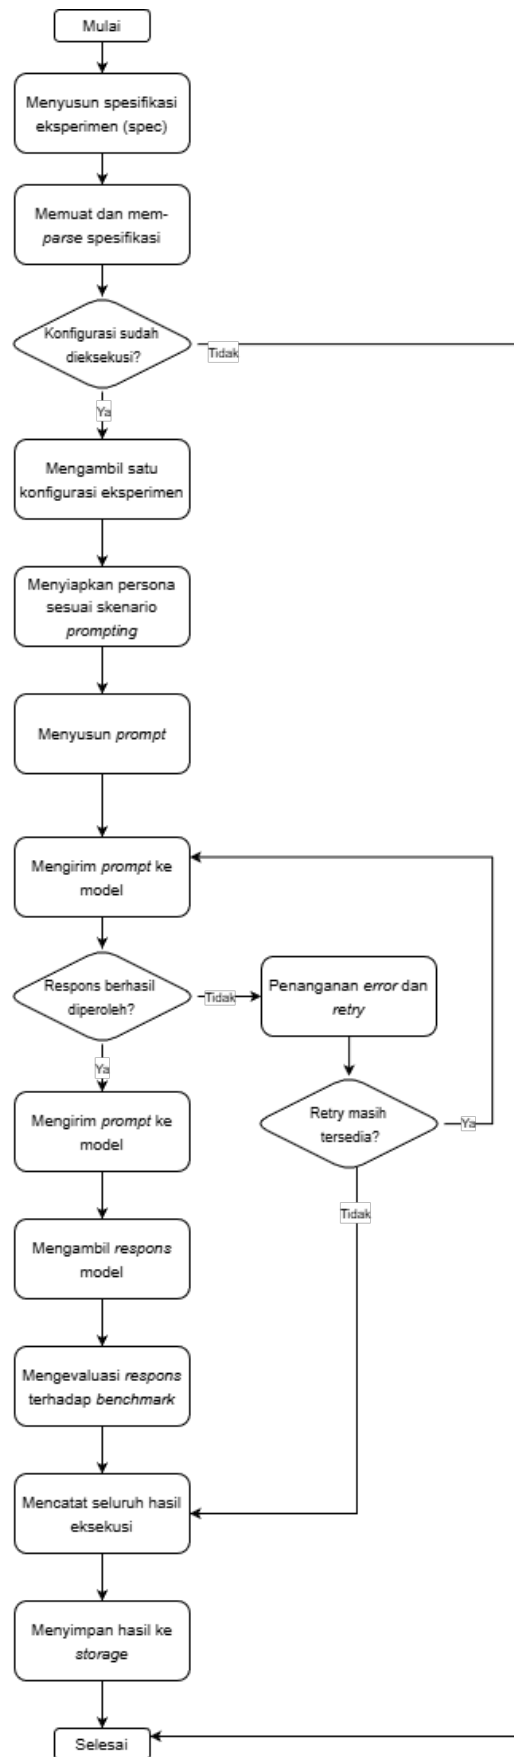 Mulai
Menyusun spesifikasi
eksperimen (spec)
Memuat dan mem-
parse spesifikasi
Konfigurasi sudah
dieksekusi?
Tidak
Ya
Mengambil satu
konfigurasi eksperimen
Menyiapkan persona
sesuai skenario
prompting
Menyusun prompt
Mengirim prompt ke
model
Respons berhasil
diperoleh?
Tidak
Penanganan error dan
retry
Ya
Retry masih
tersedia?
Ya
Mengirim prompt ke
model
Tidak
Mengambil respons
model
Mengevaluasi respons
terhadap benchmark
Mencatat seluruh hasil
eksekusi
Menyimpan hasil ke
storage
Selesai